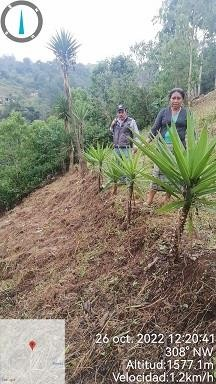 26 oct. 2022 12:20:41
308° NW
Altitud:1577.1m
Velocidad:1.2km/h